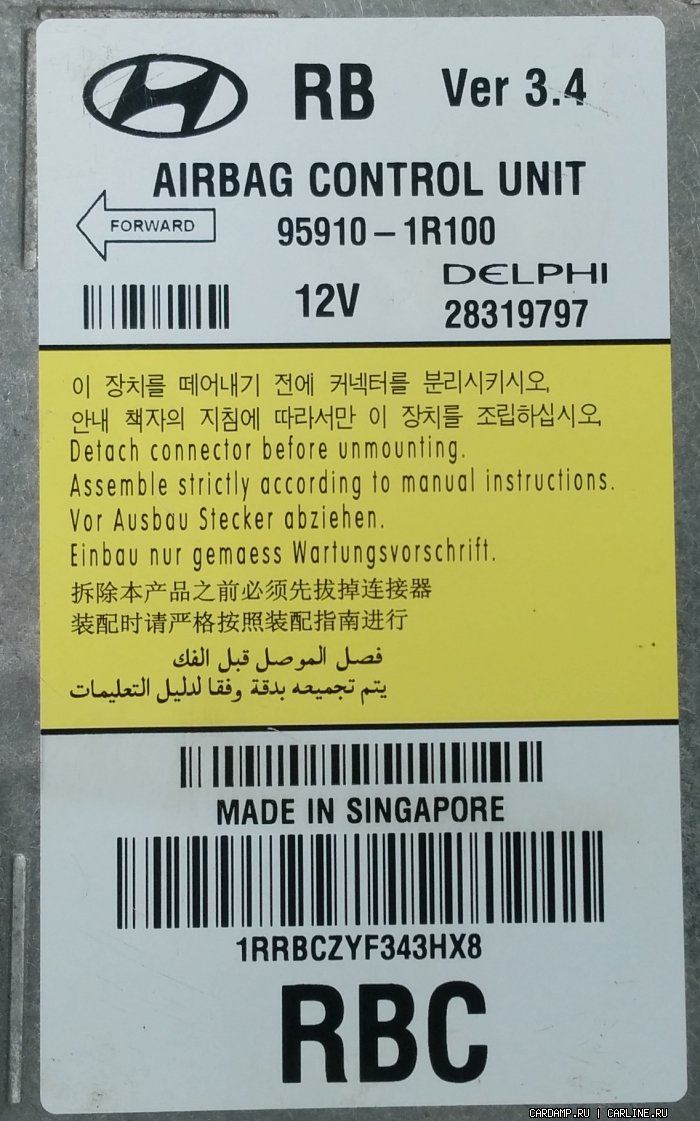 RB Ver 3.4
AIRBAG CONTROL UNIT
FORWARD
95910-1R100
DELPHI
12V
28319797
이 장치를 떼어내기 전에 커넥터를 분리시키시오.
안내 책자의 지침에 따라서만 이 장치를 조립하십시오.
Detach connector before unmounting.
Assemble strictly according to manual instructions.
Vor Ausbau Stecker abziehen.
Einbau nur gemaess Wartungsvorschrift.
拆除本产品之前必须先拔掉连接器
装配时请严格按照装配指南进行
فصل الموصل قبل الفك
يتم تجميعه بدقة وفقا لدليل التعليمات
MADE IN SINGAPORE
1RRBCZYF343HX8
RBC
CARDAMP.RU | CARLINE.RU